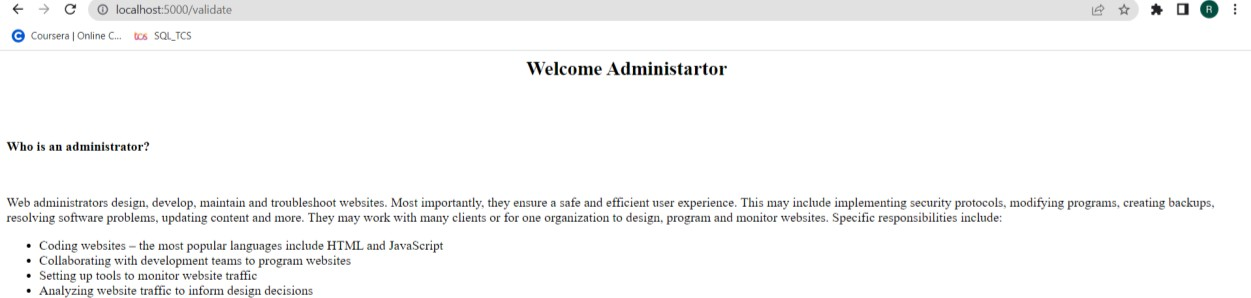 localhost:5000/validate
R
Coursera | Online C... tcs SQL_TCS
Welcome Administartor
Who is an administrator?
Web administrators design, develop, maintain and troubleshoot websites. Most importantly, they ensure a safe and efficient user experience. This may include implementing security protocols, modifying programs, creating backups,
resolving software problems, updating content and more. They may work with many clients or for one organization to design, program and monitor websites. Specific responsibilities include:
• Coding websites – the most popular languages include HTML and JavaScript
• Collaborating with development teams to program websites
• Setting up tools to monitor website traffic
• Analyzing website traffic to inform design decisions